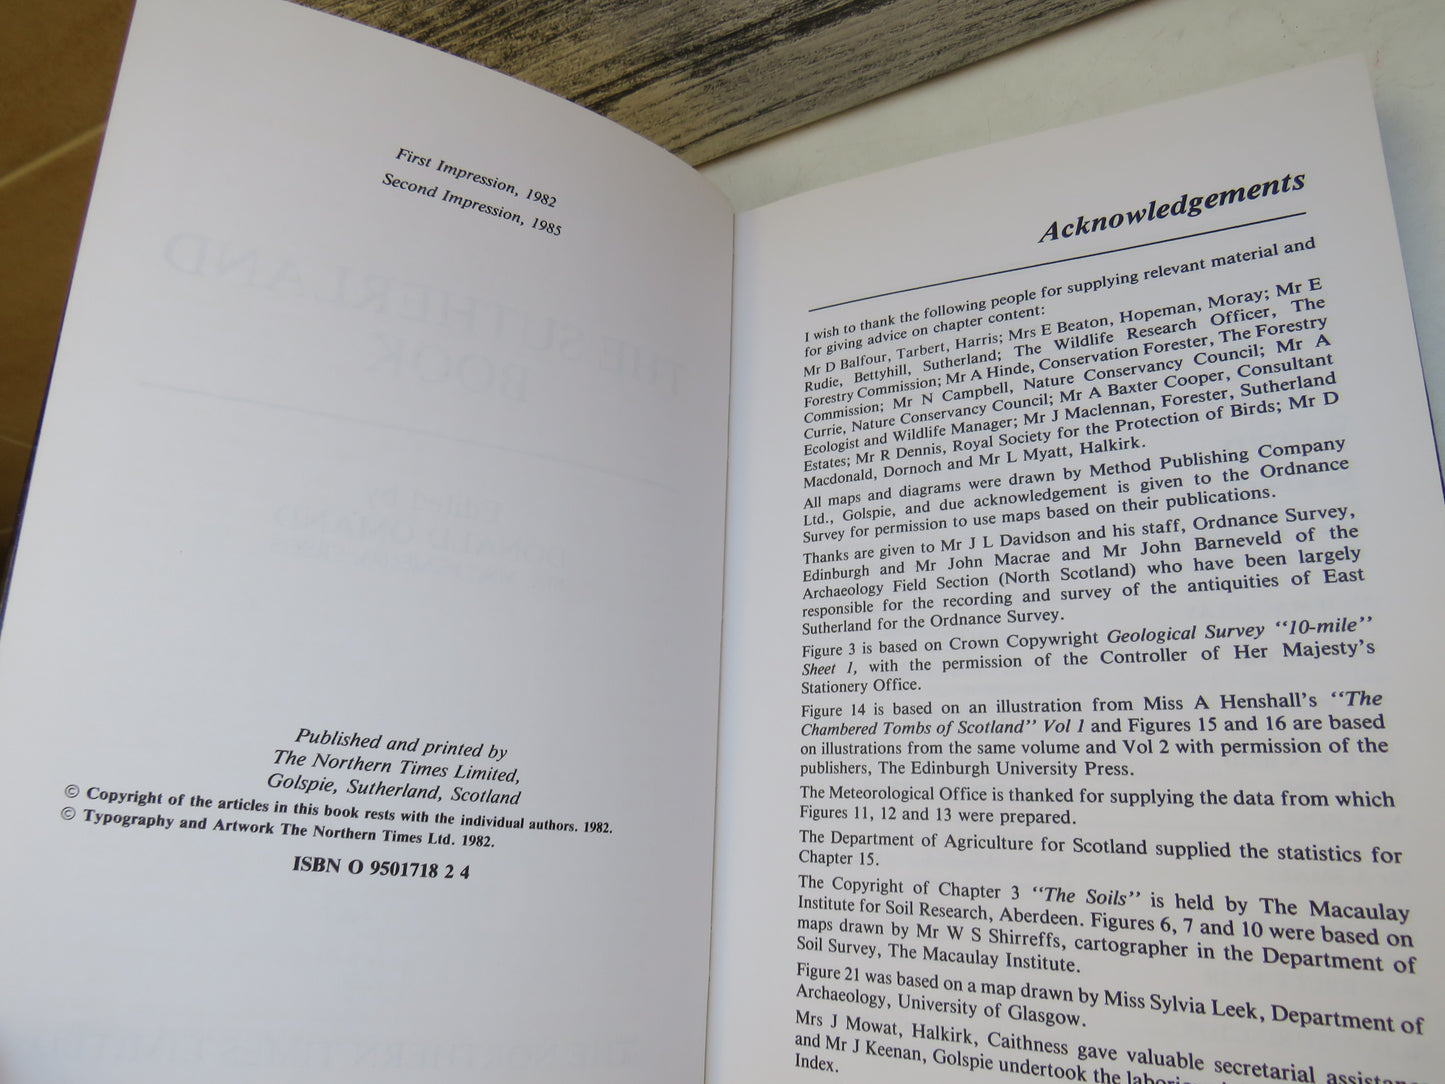 First Impression, 1982
Second Impression, 1985
Published and printed by
The Northern Times Limited,
Golspie, Sutherland, Scotland
© Copyright of the articles in this book rests with the individual authors. 1982.
© Typography and Artwork The Northern Times Ltd. 1982.
ISBN O 9501718 2 4
Acknowledgements
I wish to thank the following people for supplying relevant material and
for giving advice on chapter content:
Mr D Balfour, Tarbert, Harris; Mrs E Beaton, Hopeman, Moray; Mr E
Rudie, Bettyhill, Sutherland; The Wildlife Research Officer, The
Forestry Commission; Mr A Hinde, Conservation Forester, The Forestry
Commission; Mr N Campbell, Nature Conservancy Council; Mr A
Currie, Nature Conservancy Council; Mr A Baxter Cooper, Consultant
Ecologist and Wildlife Manager; Mr J Maclennan, Forester, Sutherland
Estates; Mr R Dennis, Royal Society for the Protection of Birds; Mr D
Macdonald, Dornoch and Mr L Myatt, Halkirk.
All maps and diagrams were drawn by Method Publishing Company
Ltd., Golspie, and due acknowledgement is given to the Ordnance
Survey for permission to use maps based on their publications.
Thanks are given to Mr J L Davidson and his staff, Ordnance Survey,
Edinburgh and Mr John Macrae and Mr John Barneveld of the
Archaeology Field Section (North Scotland) who have been largely
responsible for the recording and survey of the antiquities of East
Sutherland for the Ordnance Survey.
Figure 3 is based on Crown Copywright Geological Survey "10-mile"
Sheet 1, with the permission of the Controller of Her Majesty's
Stationery Office.
Figure 14 is based on an illustration from Miss A Henshall's "The
Chambered Tombs of Scotland" Vol 1 and Figures 15 and 16 are based
on illustrations from the same volume and Vol 2 with permission of the
publishers, The Edinburgh University Press.
The Meteorological Office is thanked for supplying the data from which
Figures 11, 12 and 13 were prepared.
The Department of Agriculture for Scotland supplied the statistics for
Chapter 15.
The Copyright of Chapter 3 "The Soils" is held by The Macaulay
Institute for Soil Research, Aberdeen. Figures 6, 7 and 10 were based on
maps drawn by Mr W S Shirreffs, cartographer in the Department of
Soil Survey, The Macaulay Institute.
Figure 21 was based on a map drawn by Miss Sylvia Leek, Department of
Archaeology, University of Glasgow.
Mrs J Mowat, Halkirk, Caithness gave valuable secretarial
and Mr J Keenan, Golspie undertook the
Index.